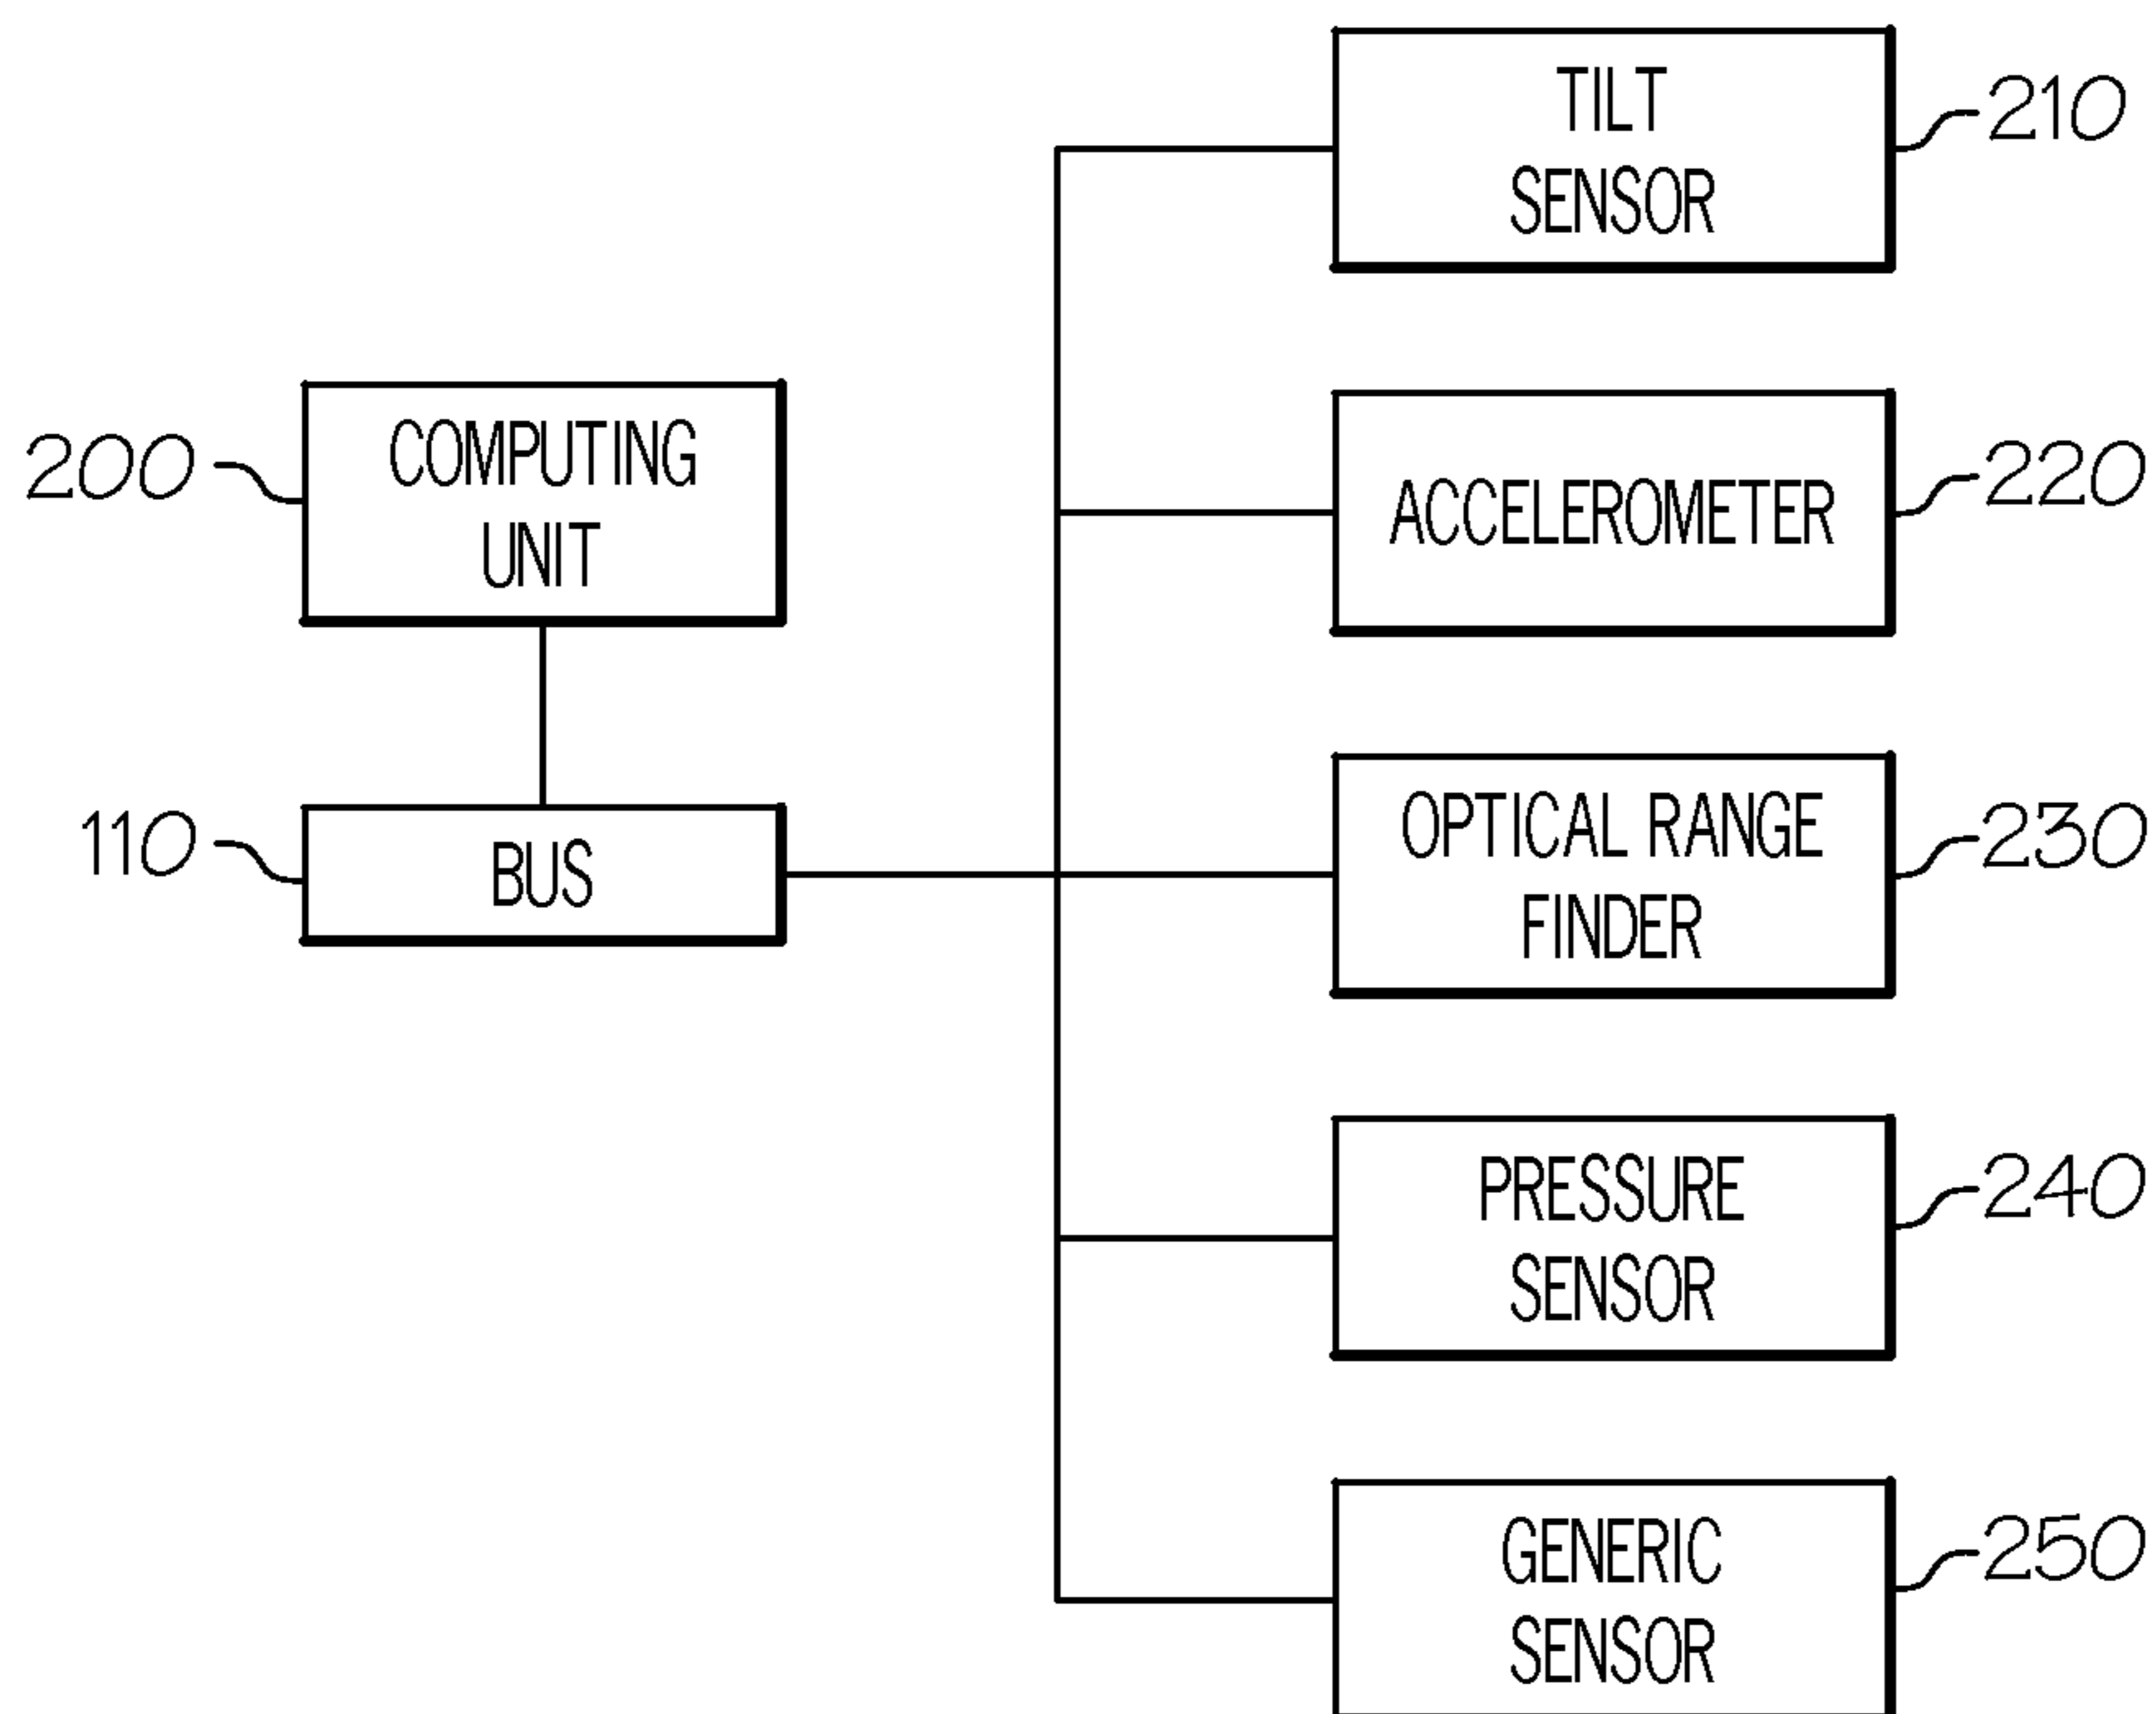 TILT
SENSOR
210
COMPUTING
UNIT
200
ACCELEROMETER
220
BUS
110
OPTICAL RANGE
FINDER
230
PRESSURE
SENSOR
240
GENERIC
SENSOR
250